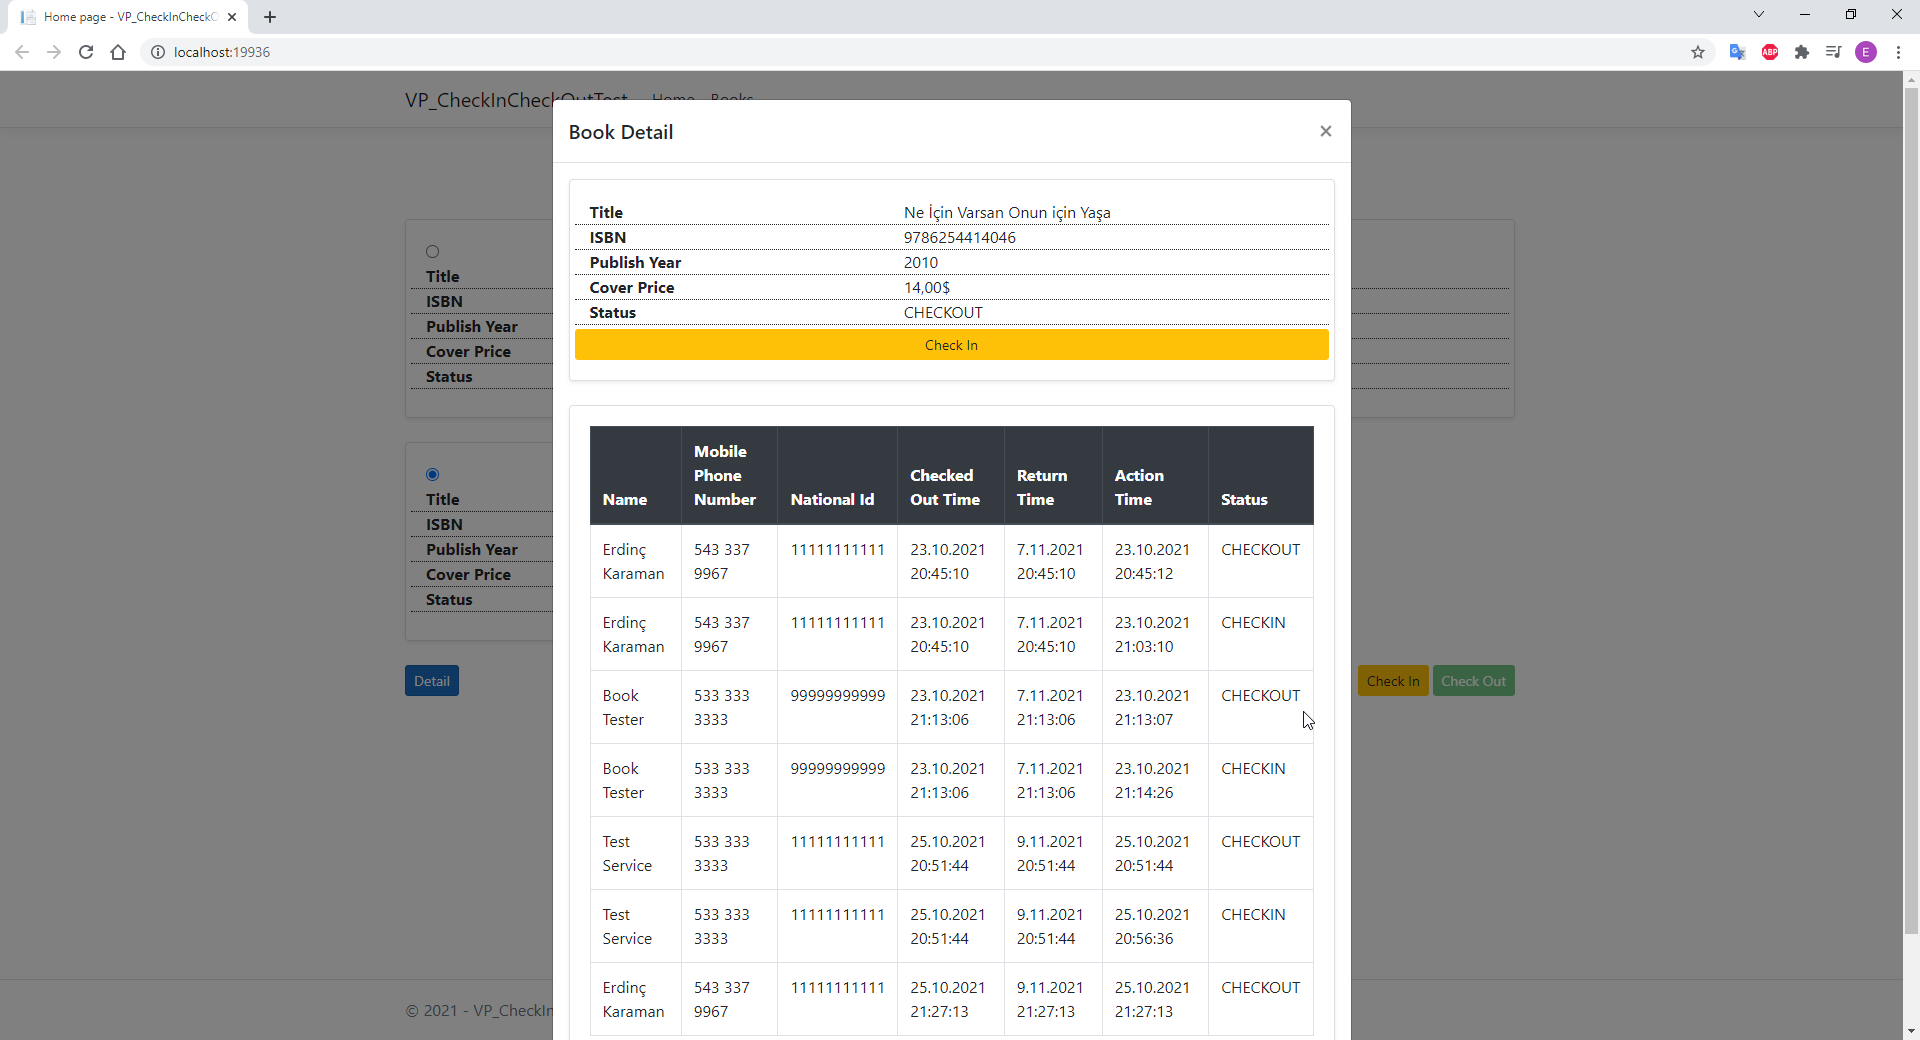 Home page - VP_CheckInCheckO
localhost:19936
ABP
E
VP_CheckInCheckOutTest Home Books
Book Detail
×
Title Ne İçin Varsan Onun için Yaşa
ISBN 9786254414046
Publish Year 2010
Cover Price 14,00$
Status CHECKOUT
Check In
Title
ISBN
Publish Year
Cover Price
Status
Title
ISBN
Publish Year
Cover Price
Status
Detail
Check In
Check Out
Name Mobile Phone Number National Id Checked Out Time Return Time Action Time Status
Erdinç Karaman 543 337 9967 11111111111 23.10.2021 20:45:10 7.11.2021 20:45:10 23.10.2021 20:45:12 CHECKOUT
Erdinç Karaman 543 337 9967 11111111111 23.10.2021 20:45:10 7.11.2021 20:45:10 23.10.2021 21:03:10 CHECKIN
Book Tester 533 333 3333 99999999999 23.10.2021 21:13:06 7.11.2021 21:13:06 23.10.2021 21:13:07 CHECKOUT
Book Tester 533 333 3333 99999999999 23.10.2021 21:13:06 7.11.2021 21:13:06 23.10.2021 21:14:26 CHECKIN
Test Service 533 333 3333 11111111111 25.10.2021 20:51:44 9.11.2021 20:51:44 25.10.2021 20:51:44 CHECKOUT
Test Service 533 333 3333 11111111111 25.10.2021 20:51:44 9.11.2021 20:51:44 25.10.2021 20:56:36 CHECKIN
Erdinç Karaman 543 337 9967 11111111111 25.10.2021 21:27:13 9.11.2021 21:27:13 25.10.2021 21:27:13 CHECKOUT
© 2021 - VP_CheckIn